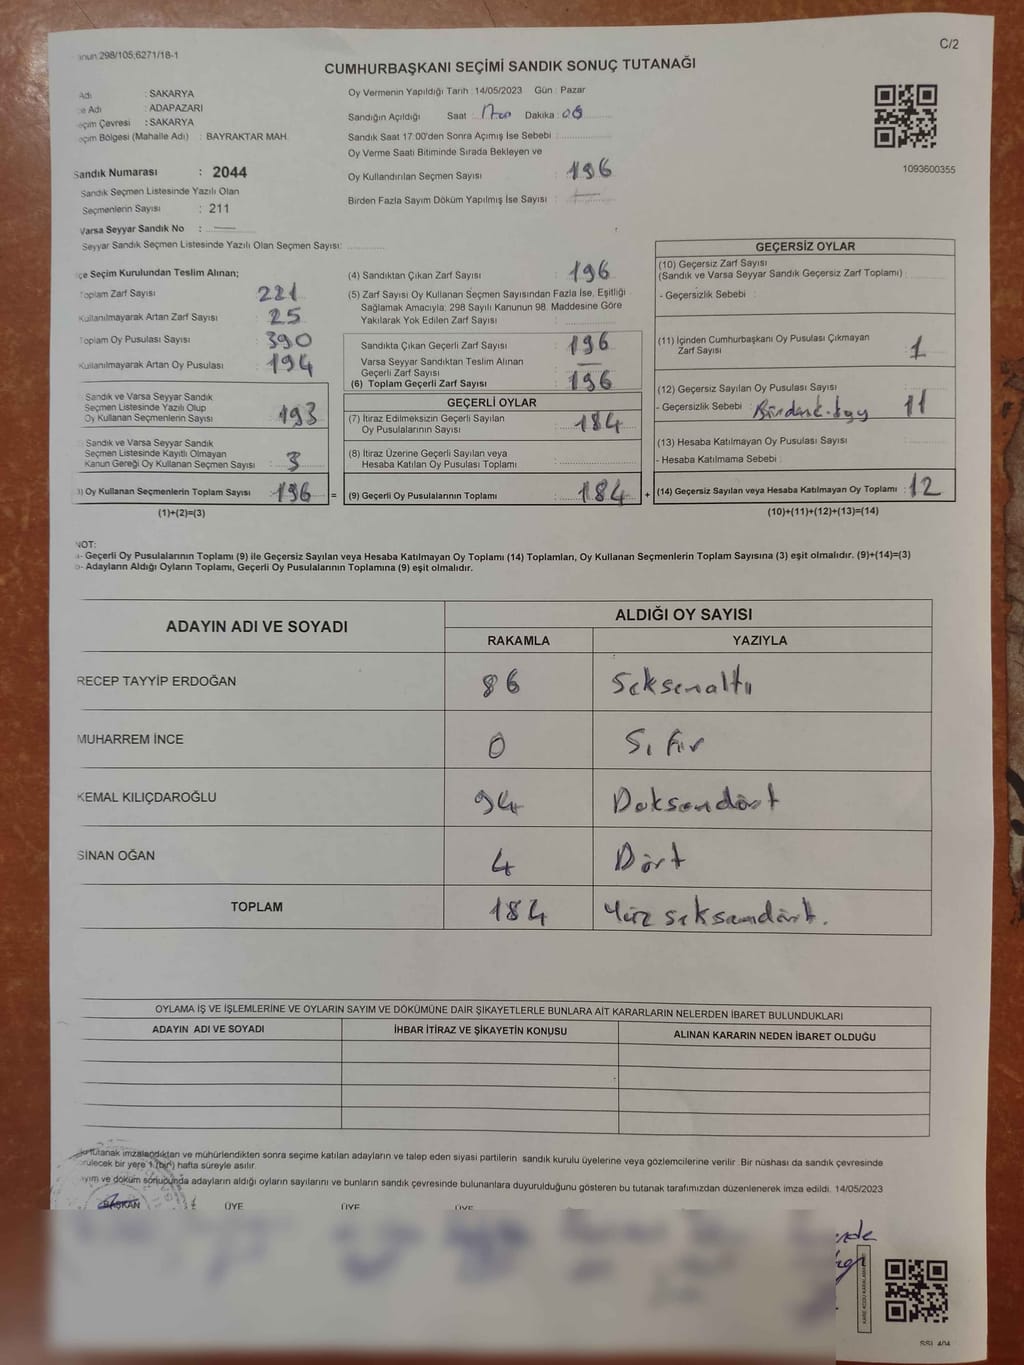 anun.298/105,6271/18-1
C/2
CUMHURBAŞKANI SEÇİMİ SANDIK SONUÇ TUTANAĞI
Adı : SAKARYA
çe Adı : ADAPAZARI
eçim Çevresi : SAKARYA
eçim Bölgesi (Mahalle Adı) : BAYRAKTAR MAH.
Oy Vermenin Yapıldığı Tarih : 14/05/2023 Gün : Pazar
Sandığın Açıldığı Saat : 17:00 Dakika : 06
Sandık Saat 17:00'den Sonra Açımış İse Sebebi :
Oy Verme Saati Bitiminde Sırada Bekleyen ve
Oy Kullandırılan Seçmen Sayısı : 196
Birden Fazla Sayım Döküm Yapılmış İse Sayısı : —
1093600355
Sandık Numarası : 2044
Sandık Seçmen Listesinde Yazılı Olan
Seçmenlerin Sayısı : 211
Varsa Seyyar Sandık No : —
Seyyar Sandık Seçmen Listesinde Yazılı Olan Seçmen Sayısı:
çe Seçim Kurulundan Teslim Alınan;
Toplam Zarf Sayısı 221
Kullanılmayarak Artan Zarf Sayısı : 25
Toplam Oy Pusulası Sayısı : 390
Kullanılmayarak Artan Oy Pusulası : 194
Sandık ve Varsa Seyyar Sandık
Seçmen Listesinde Yazılı Olup
Oy Kullanan Seçmenlerin Sayısı : 193
Sandık ve Varsa Seyyar Sandık
Seçmen Listesinde Kayıtlı Olmayan
Kanun Gereği Oy Kullanan Seçmen Sayısı : 3
) Oy Kullanan Seçmenlerin Toplam Sayısı : 196 =
(1)+(2)=(3)
(4) Sandıktan Çıkan Zarf Sayısı : 196
(5) Zarf Sayısı Oy Kullanan Seçmen Sayısından Fazla İse, Eşitliği
Sağlamak Amacıyla; 298 Sayılı Kanunun 98. Maddesine Göre
Yakılarak Yok Edilen Zarf Sayısı :
Sandıkta Çıkan Geçerli Zarf Sayısı : 196
Varsa Seyyar Sandıktan Teslim Alınan
Geçerli Zarf Sayısı : —
(6) Toplam Geçerli Zarf Sayısı : 196
GEÇERLİ OYLAR
(7) İtiraz Edilmeksizin Geçerli Sayılan
Oy Pusulalarının Sayısı : 184
(8) İtiraz Üzerine Geçerli Sayılan veya
Hesaba Katılan Oy Pusulası Toplamı :
(9) Geçerli Oy Pusulalarının Toplamı : 184 +
GEÇERSİZ OYLAR
(10) Geçersiz Zarf Sayısı
(Sandık ve Varsa Seyyar Sandık Geçersiz Zarf Toplamı) :
- Geçersizlik Sebebi :
(11) İçinden Cumhurbaşkanı Oy Pusulası Çıkmayan
Zarf Sayısı : 1
(12) Geçersiz Sayılan Oy Pusulası Sayısı
- Geçersizlik Sebebi : 11
(13) Hesaba Katılmayan Oy Pusulası Sayısı :
- Hesaba Katılmama Sebebi :
(14) Geçersiz Sayılan veya Hesaba Katılmayan Oy Toplamı : 12
(10)+(11)+(12)+(13)=(14)
NOT:
a- Geçerli Oy Pusulalarının Toplamı (9) ile Geçersiz Sayılan veya Hesaba Katılmayan Oy Toplamı (14) Toplamları, Oy Kullanan Seçmenlerin Toplam Sayısına (3) eşit olmalıdır. (9)+(14)=(3)
b- Adayların Aldığı Oyların Toplamı, Geçerli Oy Pusulalarının Toplamına (9) eşit olmalıdır.
ADAYIN ADI VE SOYADI ALDIĞI OY SAYISI
RAKAMLA YAZIYLA
RECEP TAYYİP ERDOĞAN 86 Seksenaltı
MUHARREM İNCE 0 Sıfır
KEMAL KILIÇDAROĞLU 94 Doksandört
SİNAN OĞAN 4 Dört
TOPLAM 184 Yüz seksandört.
OYLAMA İŞ VE İŞLEMLERİNE VE OYLARIN SAYIM VE DÖKÜMÜNE DAİR ŞİKAYETLERLE BUNLARA AİT KARARLARIN NELERDEN İBARET BULUNDUKLARI
ADAYIN ADI VE SOYADI İHBAR İTİRAZ VE ŞİKAYETİN KONUSU ALINAN KARARIN NEDEN İBARET OLDUĞU
tutanak imzalandıktan ve mühürlendikten sonra seçime katılan adayların ve talep eden siyasi partilerin sandık kurulu üyelerine veya gözlemcilerine verilir. Bir nüshası da sandık çevresinde
rülecek bir yere 1 (bir) hafta süreyle asılır.
yım ve döküm sonucunda adayların aldığı oyların sayılarını ve bunların sandık çevresinde bulunanlara duyurulduğunu gösteren bu tutanak tarafımızdan düzenlenerek imza edildi. 14/05/2023
BAŞKAN ÜYE ÜYE ÜYE